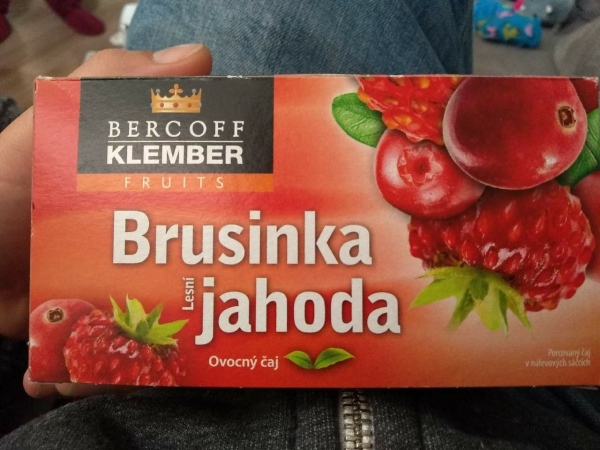 BERCOFF
KLEMBER
FRUITS
Brusinka
Lesní
jahoda
Ovocný čaj
Porcovaný čaj
v nálevových sáčcích